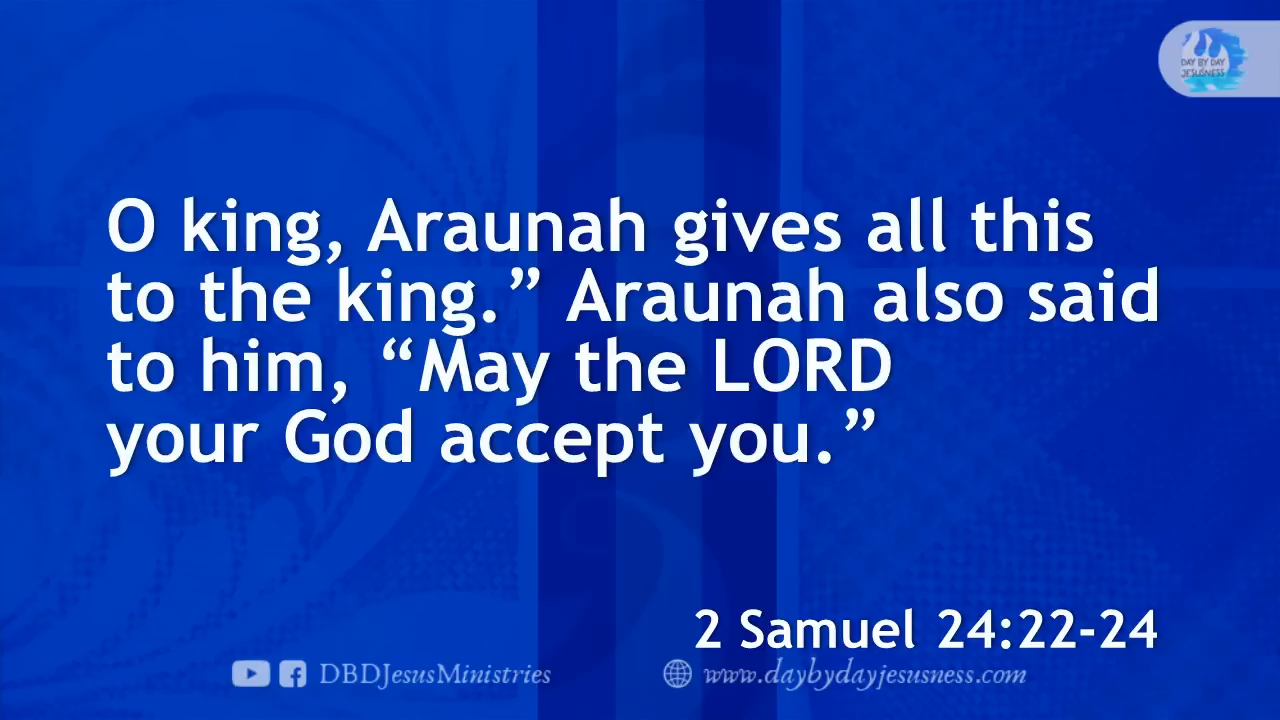 DAY BY DAY
JESUSNESS
O king, Araunah gives all this
to the king.” Araunah also said
to him, “May the LORD
your God accept you.”
2 Samuel 24:22-24
DBDJesusMinistries
www.daybydayjesusness.com